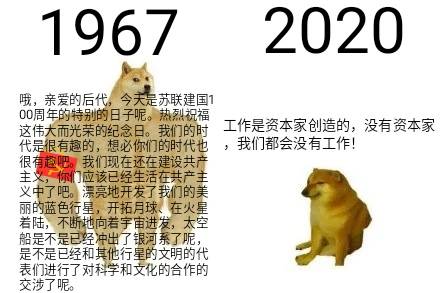 1967
哦，亲爱的后代，今天是苏联建国1
00周年的特别的日子呢。热烈祝福
这伟大而光荣的纪念日。我们的时
代是很有趣的，想必你们的时代也
很有趣吧。我们现在还在建设共产
主义，你们应该已经生活在共产主
义中了吧。漂亮地开发了我们的美
丽的蓝色行星，开拓月球，在火星
着陆，不断地向着宇宙进发，太空
船是不是已经冲出了银河系了呢，
是不是已经和其他行星的文明的代
表们进行了对科学和文化的合作的
交涉了呢。
2020
工作是资本家创造的，没有资本家
，我们都会没有工作！